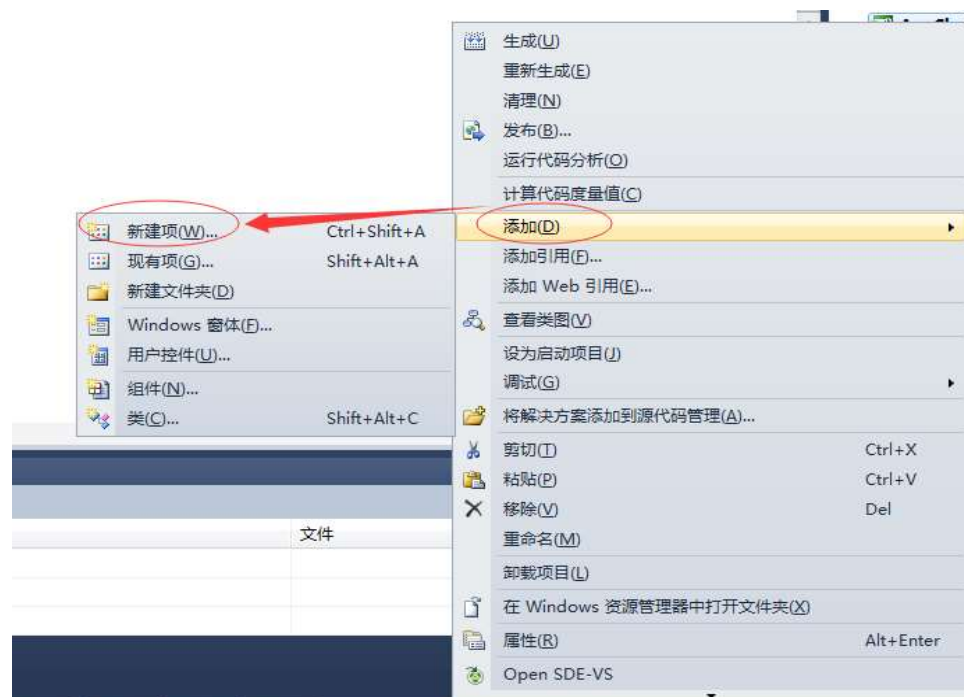 生成(U)
重新生成(E)
清理(N)
发布(B)...
运行代码分析(O)
计算代码度量值(C)
添加(D)
添加引用(F)...
添加 Web 引用(E)...
查看类图(V)
设为启动项目(J)
调试(G)
将解决方案添加到源代码管理(A)...
剪切(T) Ctrl+X
粘贴(P) Ctrl+V
移除(V) Del
重命名(M)
卸载项目(L)
在 Windows 资源管理器中打开文件夹(X)
属性(R) Alt+Enter
Open SDE-VS
新建项(W)... Ctrl+Shift+A
现有项(G)... Shift+Alt+A
新建文件夹(D)
Windows 窗体(F)...
用户控件(U)...
组件(N)...
类(C)... Shift+Alt+C
文件